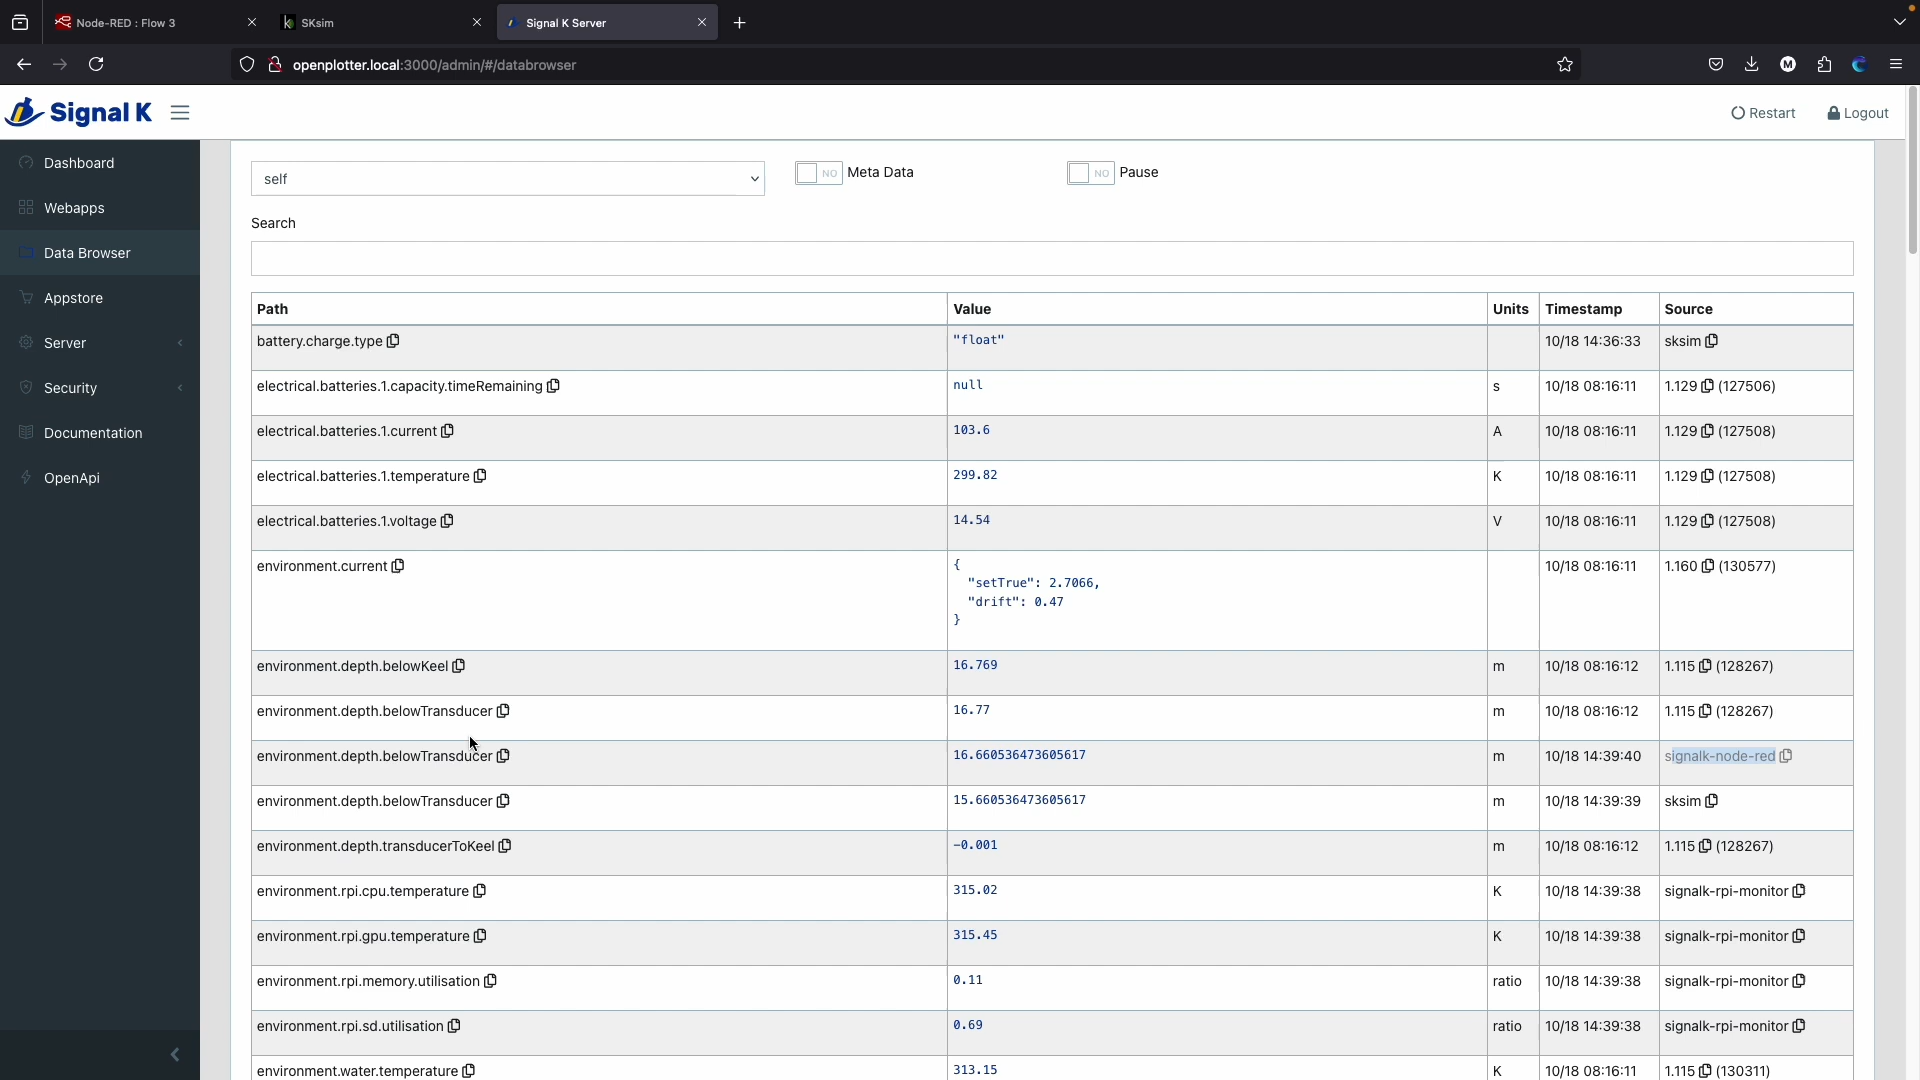 Node-RED : Flow 3
SKsim
Signal K Server
openplotter.local:3000/admin/#/databrowser
M
Signal K
Restart
Logout
Dashboard
Webapps
Data Browser
Appstore
Server
Security
Documentation
OpenApi
self
NO Meta Data
NO Pause
Search
Path Value Units Timestamp Source
battery.charge.type "float" 10/18 14:36:33 sksim
electrical.batteries.1.capacity.timeRemaining null s 10/18 08:16:11 1.129 (127506)
electrical.batteries.1.current 103.6 A 10/18 08:16:11 1.129 (127508)
electrical.batteries.1.temperature 299.82 K 10/18 08:16:11 1.129 (127508)
electrical.batteries.1.voltage 14.54 V 10/18 08:16:11 1.129 (127508)
environment.current { 10/18 08:16:11 1.160 (130577)
"setTrue": 2.7066,
"drift": 0.47
}
environment.depth.belowKeel 16.769 m 10/18 08:16:12 1.115 (128267)
environment.depth.belowTransducer 16.77 m 10/18 08:16:12 1.115 (128267)
environment.depth.belowTransducer 16.660536473605617 m 10/18 14:39:40 signalk-node-red
environment.depth.belowTransducer 15.660536473605617 m 10/18 14:39:39 sksim
environment.depth.transducerToKeel -0.001 m 10/18 08:16:12 1.115 (128267)
environment.rpi.cpu.temperature 315.02 K 10/18 14:39:38 signalk-rpi-monitor
environment.rpi.gpu.temperature 315.45 K 10/18 14:39:38 signalk-rpi-monitor
environment.rpi.memory.utilisation 0.11 ratio 10/18 14:39:38 signalk-rpi-monitor
environment.rpi.sd.utilisation 0.69 ratio 10/18 14:39:38 signalk-rpi-monitor
environment.water.temperature 313.15 K 10/18 08:16:11 1.115 (130311)